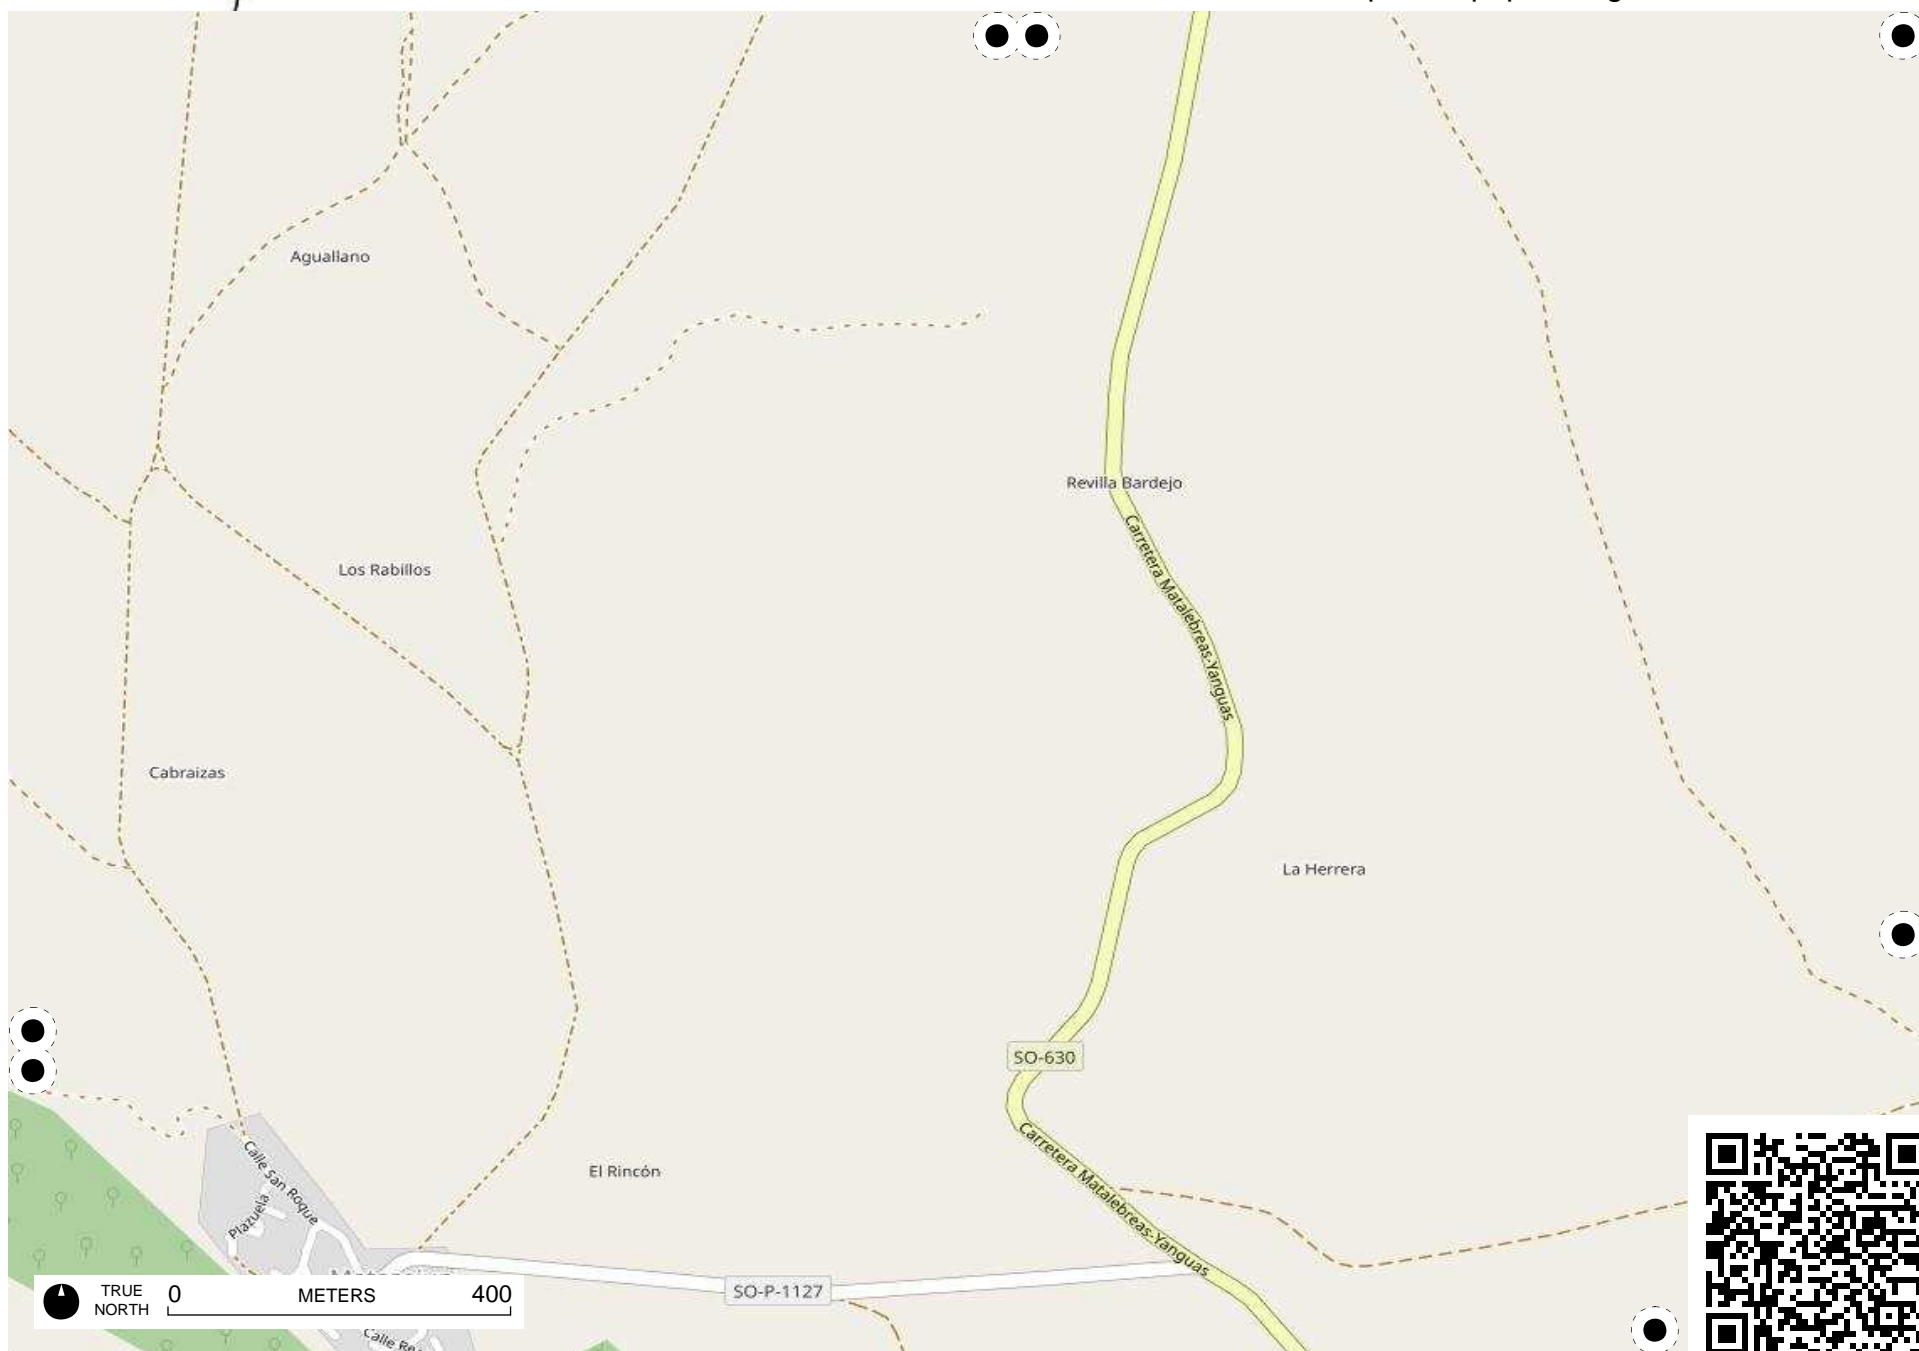 Aguallano
Revilla Bardejo
Carretera Matalebreas-Yanguas
Los Rabillos
Cabraizas
La Herrera
SO-630
Carretera Matalebreas-Yanguas
El Rincón
Calle San Roque
Plazuela
SO-P-1127
TRUE
NORTH
0 METERS 400